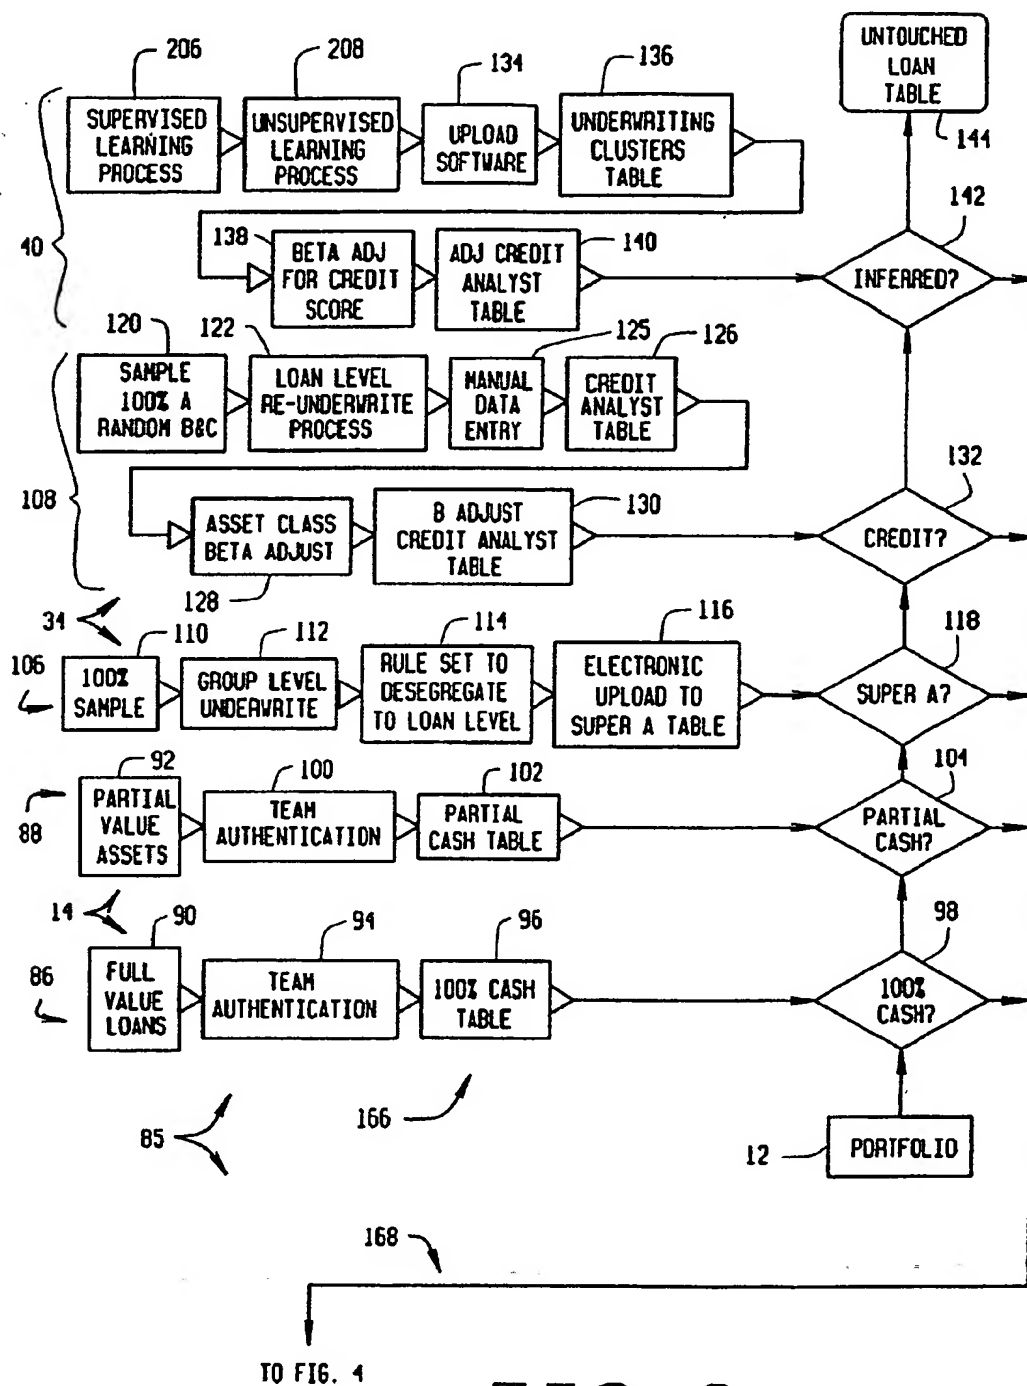 206
208
134
136
UNTOUCHED
LOAN
TABLE
144
SUPERVISED
LEARNING
PROCESS
UNSUPERVISED
LEARNING
PROCESS
UPLOAD
SOFTWARE
UNDERWRITING
CLUSTERS
TABLE
40
138
BETA ADJ
FOR CREDIT
SCORE
ADJ CREDIT
ANALYST
TABLE
140
142
INFERRED?
120
122
125
126
SAMPLE
100% A
RANDOM B&C
LOAN LEVEL
RE-UNDERWRITE
PROCESS
MANUAL
DATA
ENTRY
CREDIT
ANALYST
TABLE
108
ASSET CLASS
BETA ADJUST
128
B ADJUST
CREDIT ANALYST
TABLE
130
132
CREDIT?
34
110
112
114
116
118
106
100%
SAMPLE
GROUP LEVEL
UNDERWRITE
RULE SET TO
DESEGREGATE
TO LOAN LEVEL
ELECTRONIC
UPLOAD TO
SUPER A TABLE
SUPER A?
92
100
102
104
88
PARTIAL
VALUE
ASSETS
TEAM
AUTHENTICATION
PARTIAL
CASH TABLE
PARTIAL
CASH?
14
90
94
96
98
86
FULL
VALUE
LOANS
TEAM
AUTHENTICATION
100% CASH
TABLE
100%
CASH?
85
166
12
PORTFOLIO
168
TO FIG. 4